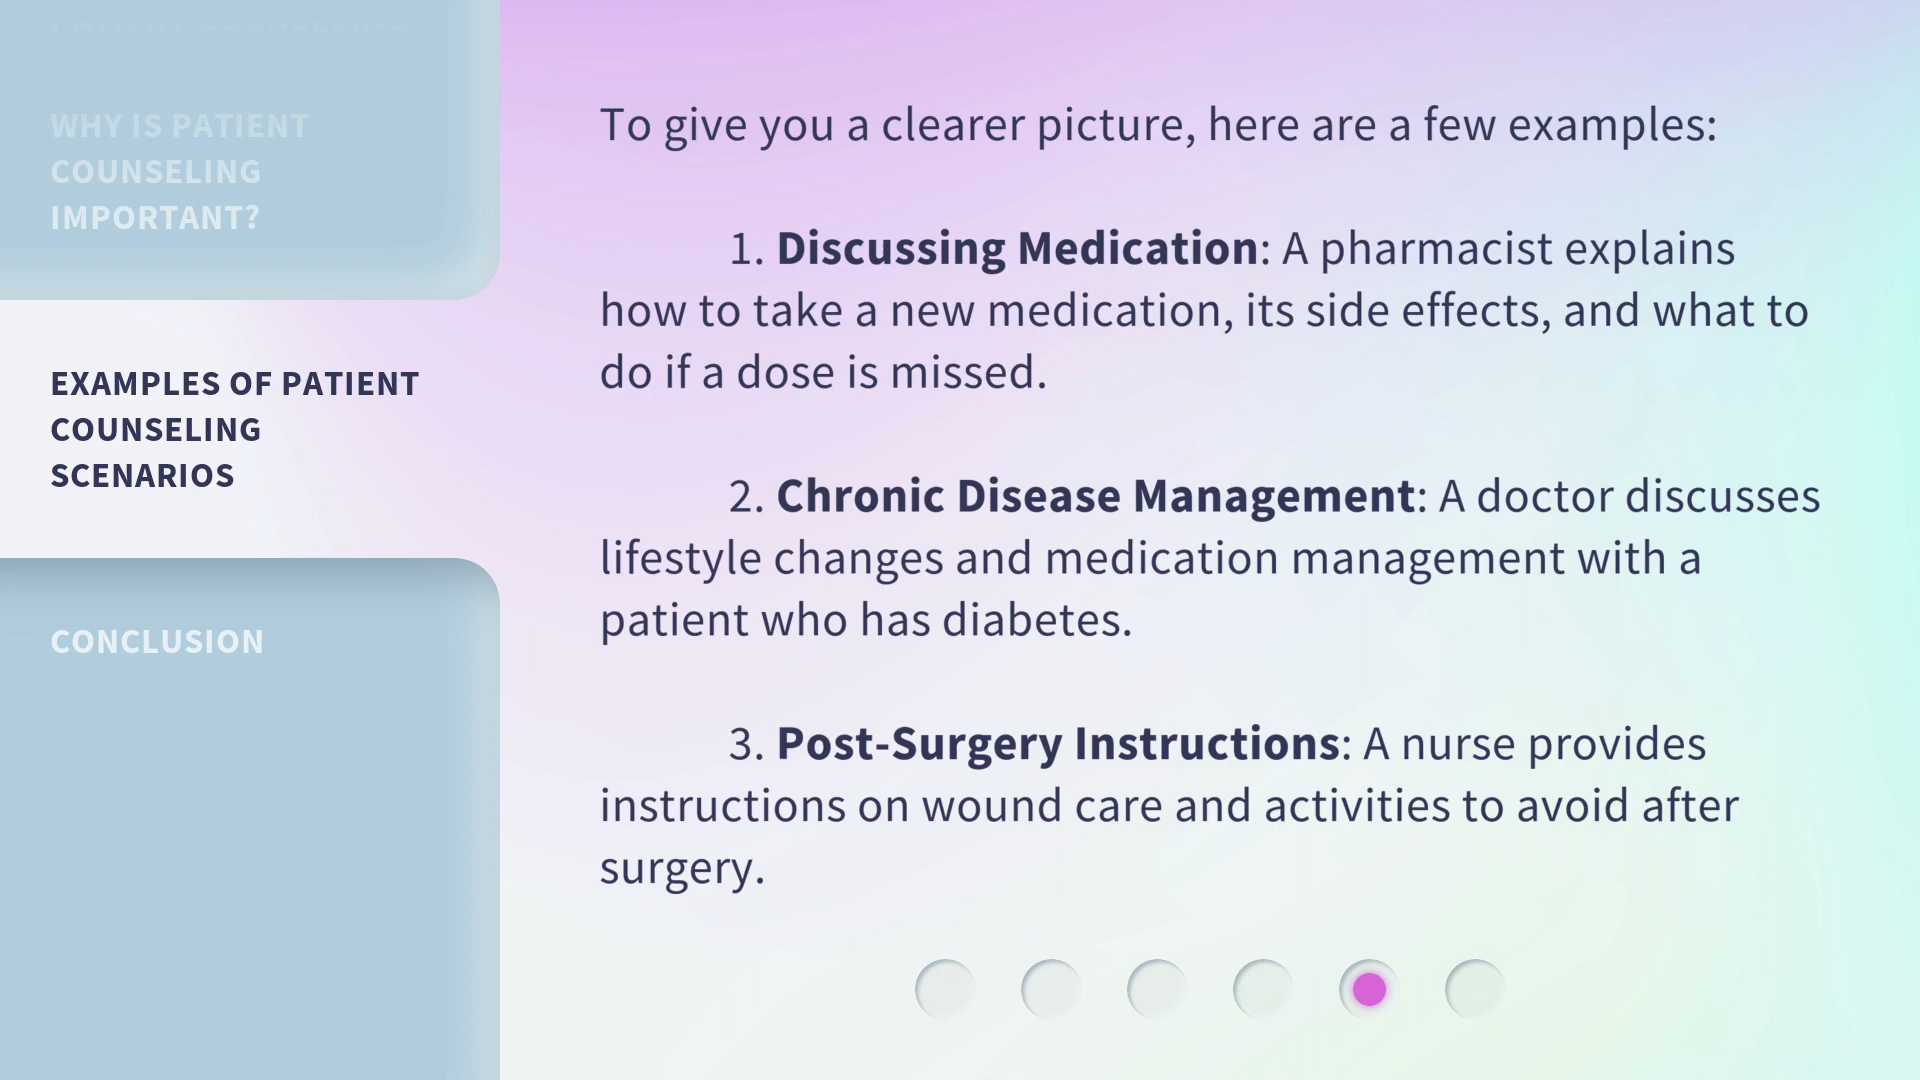 WHY IS PATIENT
COUNSELING
IMPORTANT?
EXAMPLES OF PATIENT
COUNSELING
SCENARIOS
CONCLUSION
To give you a clearer picture, here are a few examples:
1. Discussing Medication: A pharmacist explains
how to take a new medication, its side effects, and what to
do if a dose is missed.
2. Chronic Disease Management: A doctor discusses
lifestyle changes and medication management with a
patient who has diabetes.
3. Post-Surgery Instructions: A nurse provides
instructions on wound care and activities to avoid after
surgery.